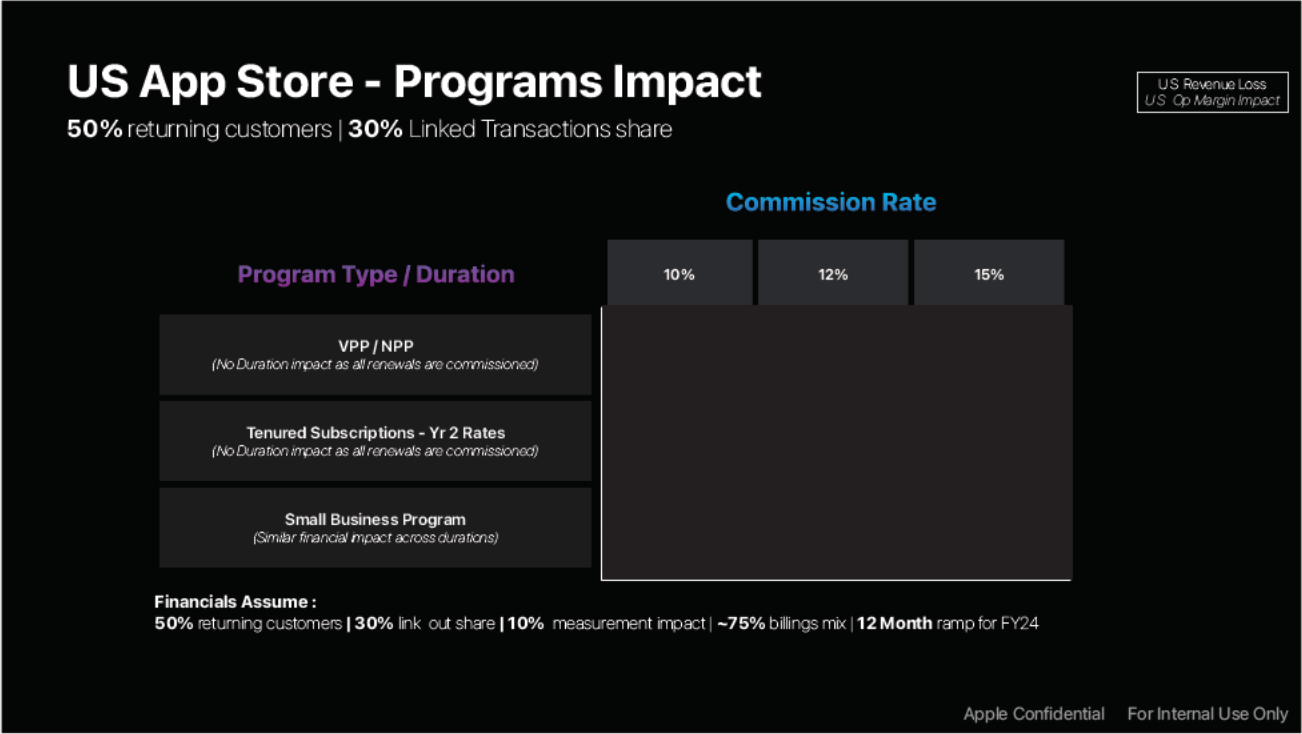 US App Store - Programs Impact
US Revenue Loss
US Op Margin Impact
50% returning customers | 30% Linked Transactions share
Commission Rate
Program Type / Duration
10%
12%
15%
VPP / NPP
(No Duration impact as all renewals are commissioned)
Tenured Subscriptions - Yr 2 Rates
(No Duration impact as all renewals are commissioned)
Small Business Program
(Similar financial impact across durations)
Financials Assume :
50% returning customers | 30% link out share | 10% measurement impact | ~75% billings mix | 12 Month ramp for FY24
Apple Confidential For Internal Use Only